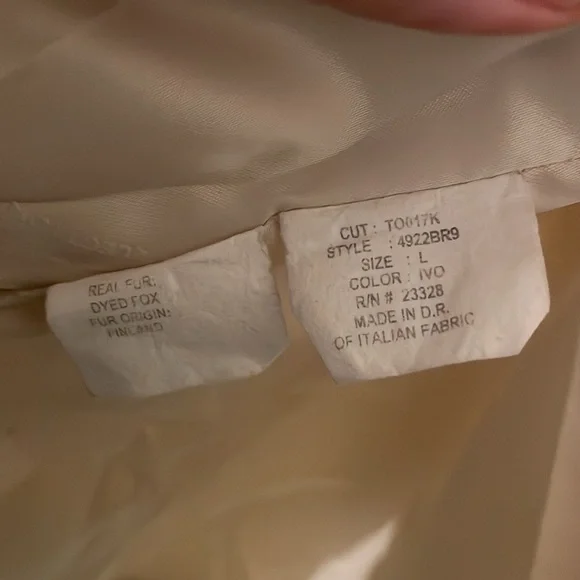 REAL FUR:
DYED FOX
FUR ORIGIN:
FINLAND
CUT : TO017K
STYLE : 4922BR9
SIZE : L
COLOR : IVO
R/N # 23328
MADE IN D.R.
OF ITALIAN FABRIC